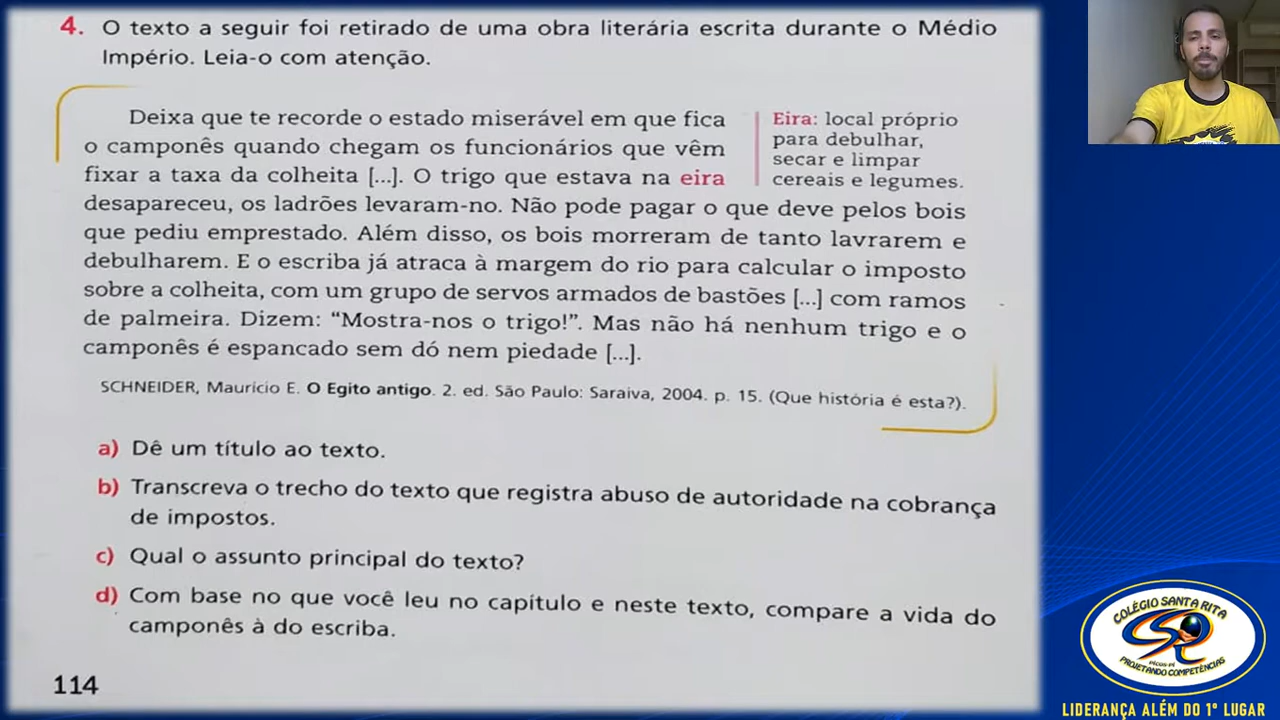 4. O texto a seguir foi retirado de uma obra literária escrita durante o Médio
Império. Leia-o com atenção.
Deixa que te recorde o estado miserável em que fica
o camponês quando chegam os funcionários que vêm
fixar a taxa da colheita [...]. O trigo que estava na eira
desapareceu, os ladrões levaram-no. Não pode pagar o que deve pelos bois
que pediu emprestado. Além disso, os bois morreram de tanto lavrarem e
debulharem. E o escriba já atraca à margem do rio para calcular o imposto
sobre a colheita, com um grupo de servos armados de bastões [...] com ramos
de palmeira. Dizem: “Mostra-nos o trigo!”. Mas não há nenhum trigo e o
camponês é espancado sem dó nem piedade [...].
Eira: local próprio
para debulhar,
secar e limpar
cereais e legumes.
SCHNEIDER, Maurício E. O Egito antigo. 2. ed. São Paulo: Saraiva, 2004. p. 15. (Que história é esta?).
a) Dê um título ao texto.
b) Transcreva o trecho do texto que registra abuso de autoridade na cobrança
de impostos.
c) Qual o assunto principal do texto?
d) Com base no que você leu no capítulo e neste texto, compare a vida do
camponês à do escriba.
114
COLÉGIO SANTA RITA
PICOS-PI
PROJETANDO COMPETÊNCIAS
LIDERANÇA ALÉM DO 1° LUGAR